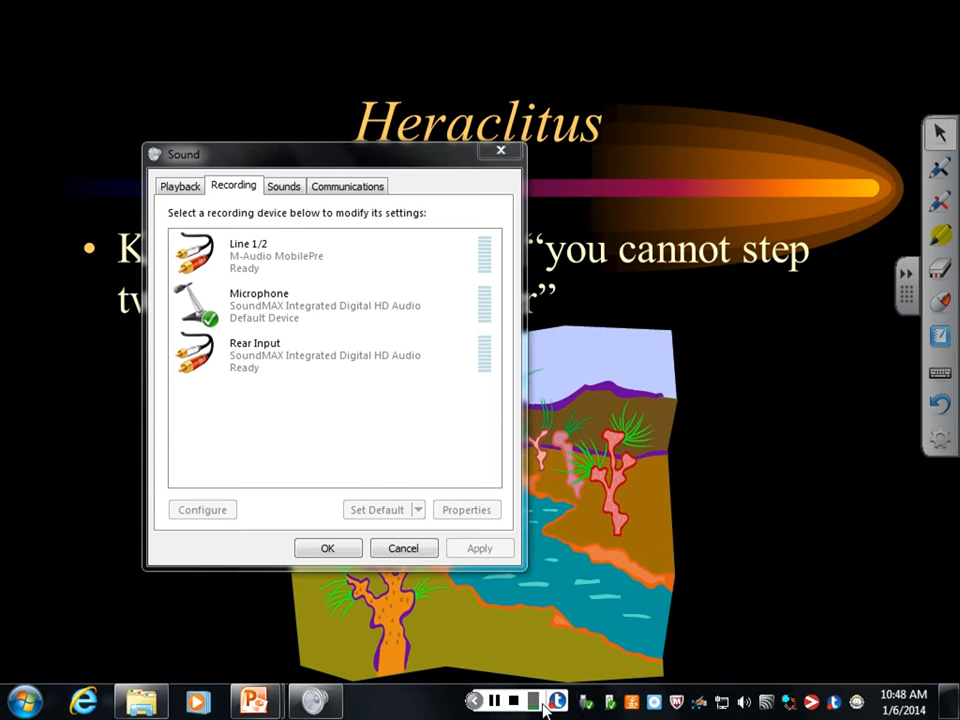 Heraclitus
Sound
Playback Recording Sounds Communications
Select a recording device below to modify its settings:
Line 1/2
M-Audio MobilePre
Ready
Microphone
SoundMAX Integrated Digital HD Audio
Default Device
Rear Input
SoundMAX Integrated Digital HD Audio
Ready
Configure Set Default Properties
OK Cancel Apply
• K “you cannot step
tw r”
10:48 AM
1/6/2014